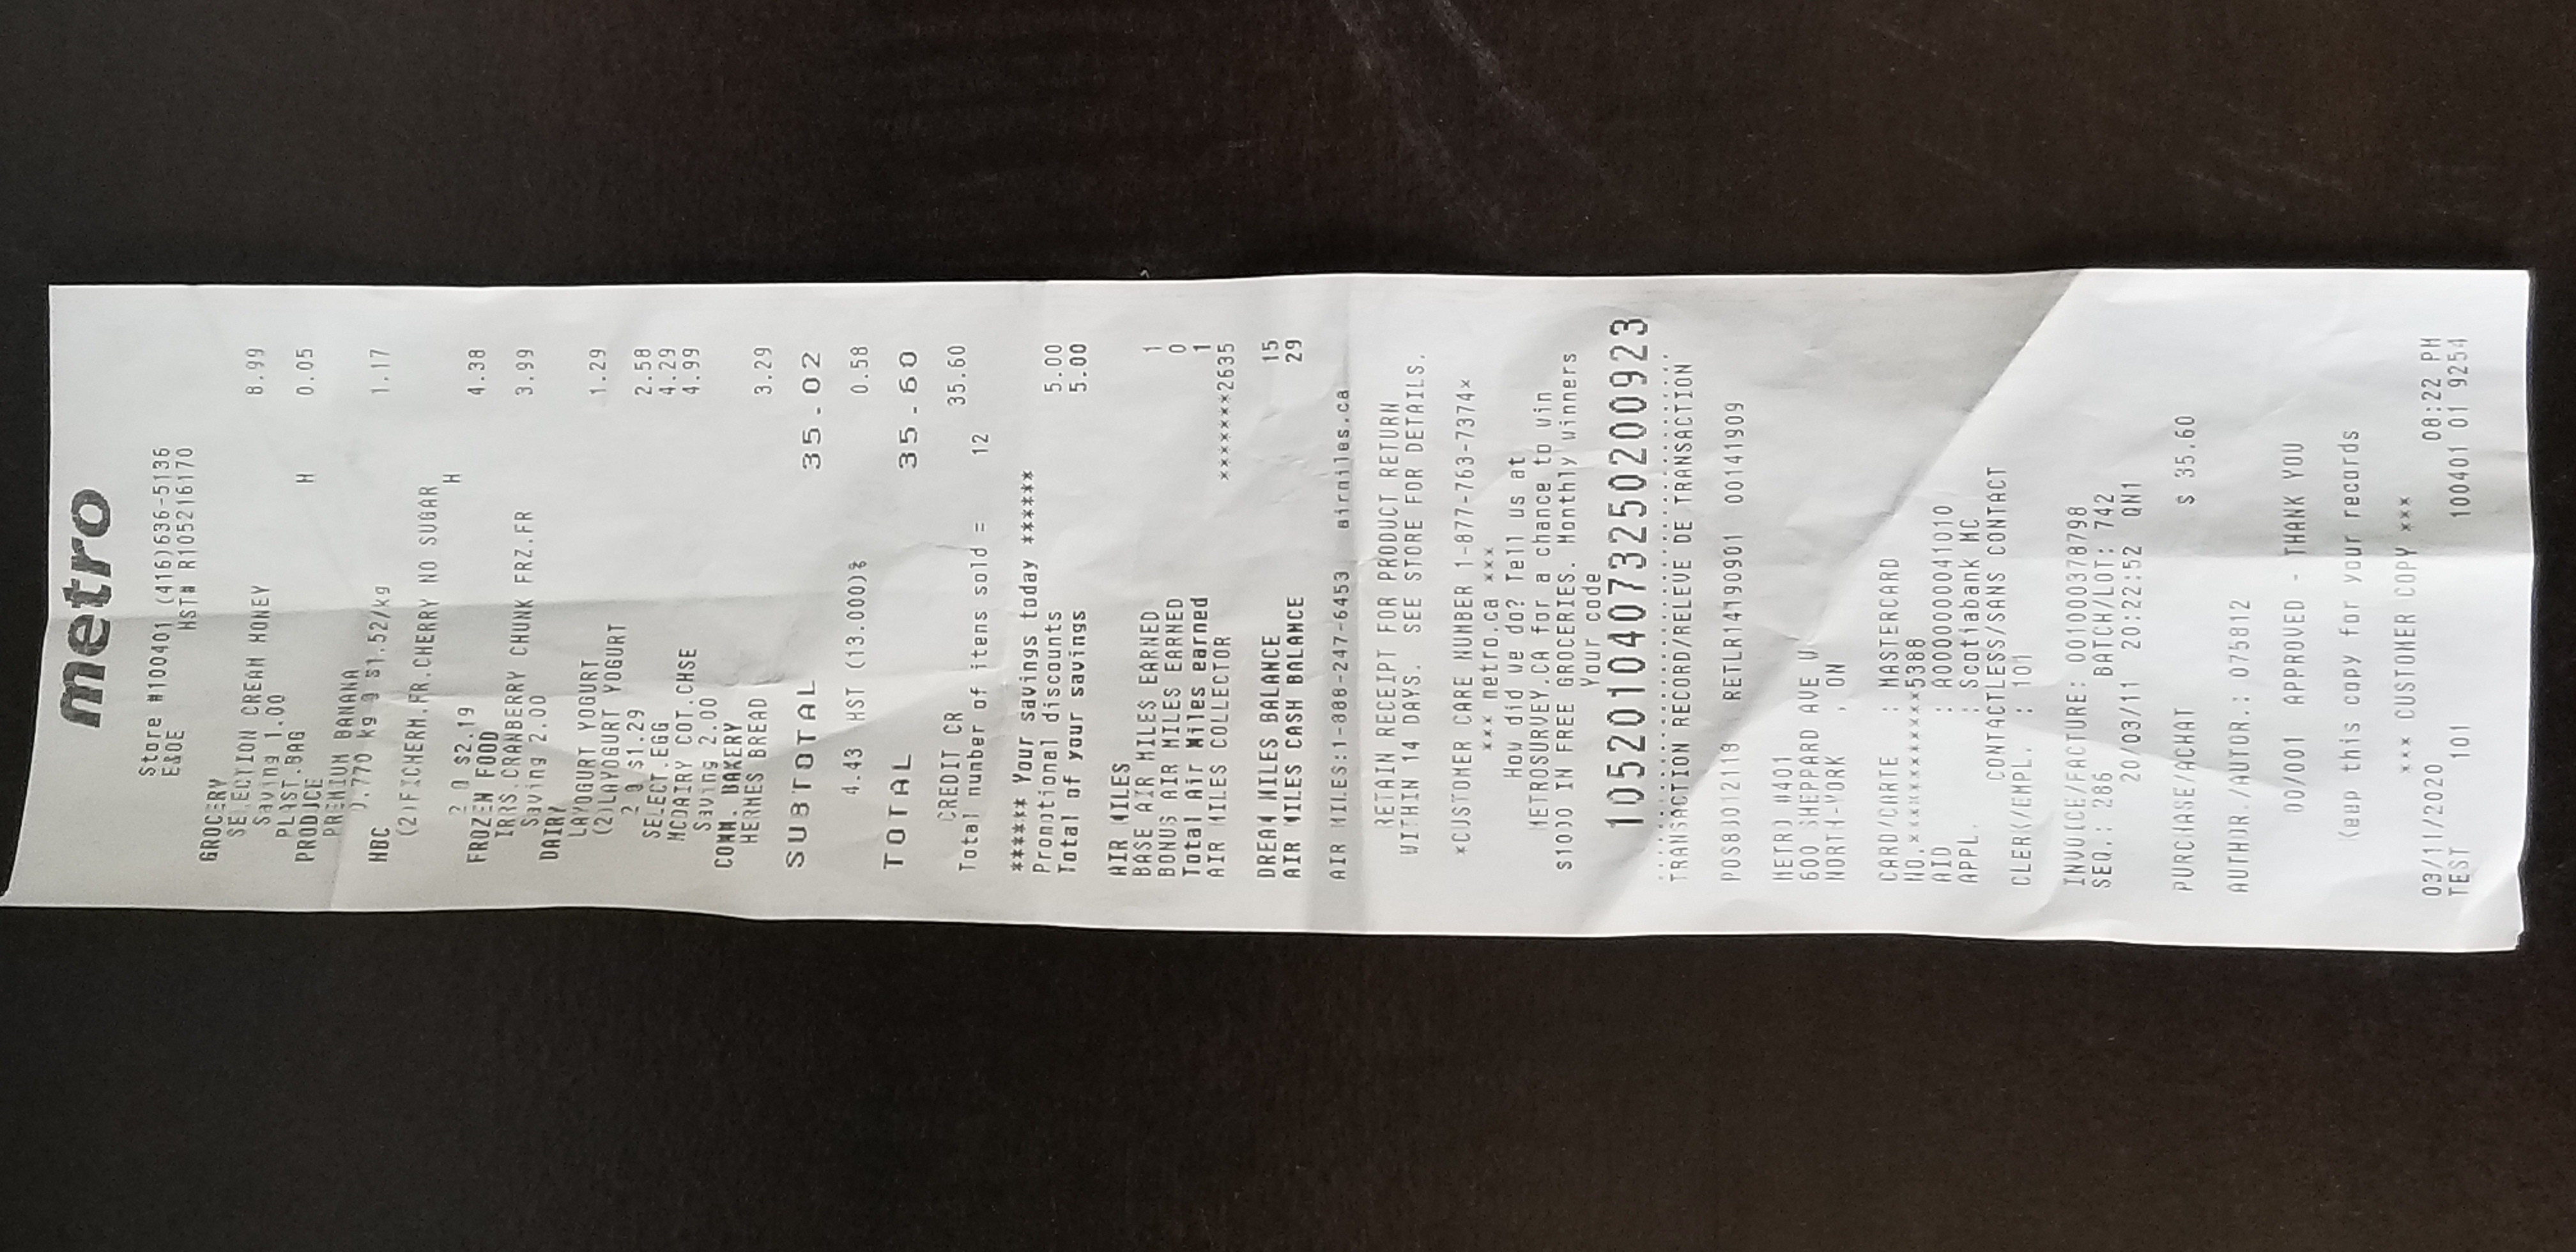 metro
Store #100401 (416)636-5136
E&OE HST# R105216170
GROCERY
SELECTION CREAM HONEY 8.99
Saving 1.00
PLAST.BAG H 0.05
PRODUCE
PREMIUM BANANA
0.770 kg @ $1.52/kg 1.17
HBC
(2)FICHERM.FR.CHERRY NO SUGAR
H
2 @ $2.19 4.38
FROZEN FOOD
IRRS.CRANBERRY CHUNK FRZ.FR 3.99
Saving 2.00
DAIRY
LAYOGURT YOGURT 1.29
(2)LAYOGURT YOGURT
2 @ $1.29 2.58
SELECT.EGG 4.29
MCDAIRY COT.CHSE 4.99
Saving 2.00
COMM. BAKERY
HERMES BREAD 3.29
SUBTOTAL 35.02
4.43 HST (13.000)% 0.58
TOTAL 35.60
CREDIT CR 35.60
Total number of items sold = 12
****** Your savings today ******
Promotional discounts 5.00
Total of your savings 5.00
AIR MILES
BASE AIR MILES EARNED 1
BONUS AIR MILES EARNED 0
Total Air Miles earned 1
AIR MILES COLLECTOR *******2635
DREAM MILES BALANCE 15
AIR MILES CASH BALANCE 29
AIR MILES:1-888-247-6453 airmiles.ca
RETAIN RECEIPT FOR PRODUCT RETURN
WITHIN 14 DAYS. SEE STORE FOR DETAILS.
*CUSTOMER CARE NUMBER 1-877-763-7374*
*** metro.ca ***
How did we do? Tell us at
METROSURVEY.CA for a chance to win
$1000 IN FREE GROCERIES. Monthly winners
Your code
10520104073250200923
TRANSACTION RECORD/RELEVE DE TRANSACTION
POS83012118 RETLR14190901 00141909
METRO #401
600 SHEPPARD AVE W
NORTH-YORK , ON
CARD/CARTE : MASTERCARD
NO.************5388
AID : A0000000041010
APPL. : Scotiabank MC
CONTACTLESS/SANS CONTACT
CLERK/EMPL. : 101
INVOICE/FACTURE: 001000378798
SEQ.: 286 BATCH/LOT: 742
20/03/11 20:22:52 QN1
PURCHASE/ACHAT $ 35.60
AUTHOR./AUTOR.: 075812
00/001 APPROVED - THANK YOU
Keep this copy for your records
*** CUSTOMER COPY ***
03/11/2020 08:22 PM
TEST 101 100401 01 9254